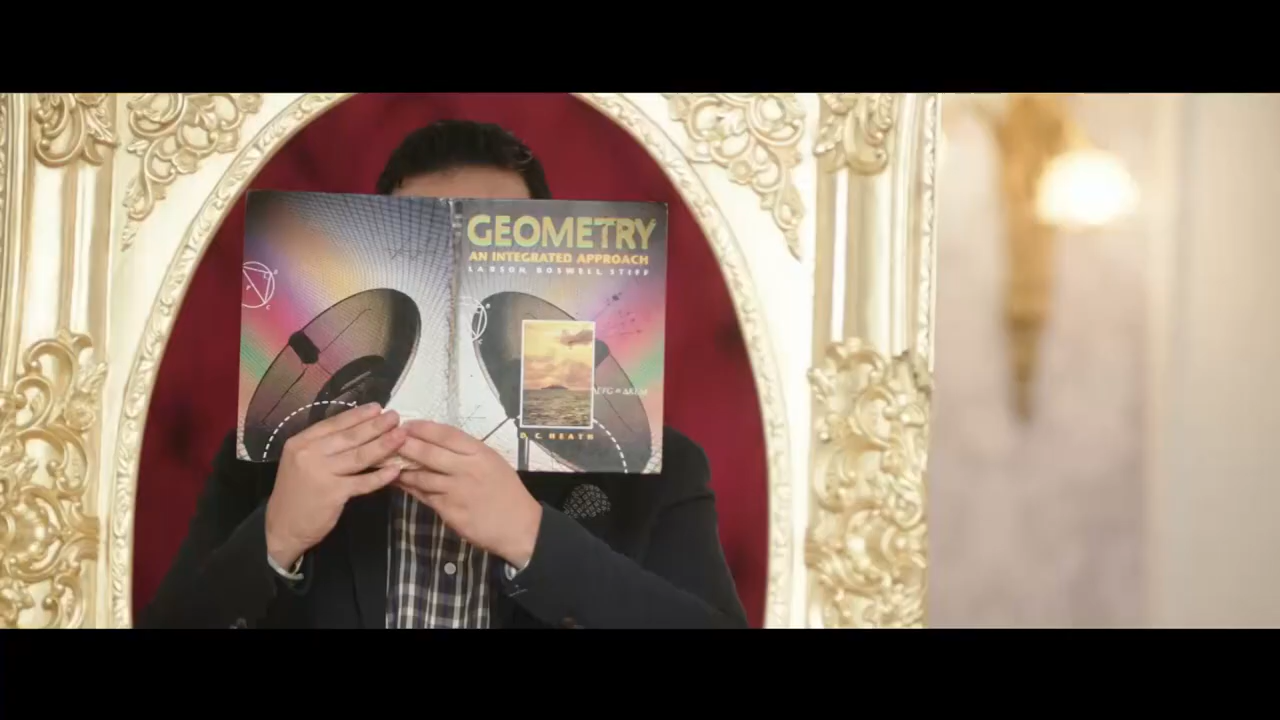 GEOMETRY
AN INTEGRATED APPROACH
LARSON, BOSWELL, STIFF
D. C. HEATH